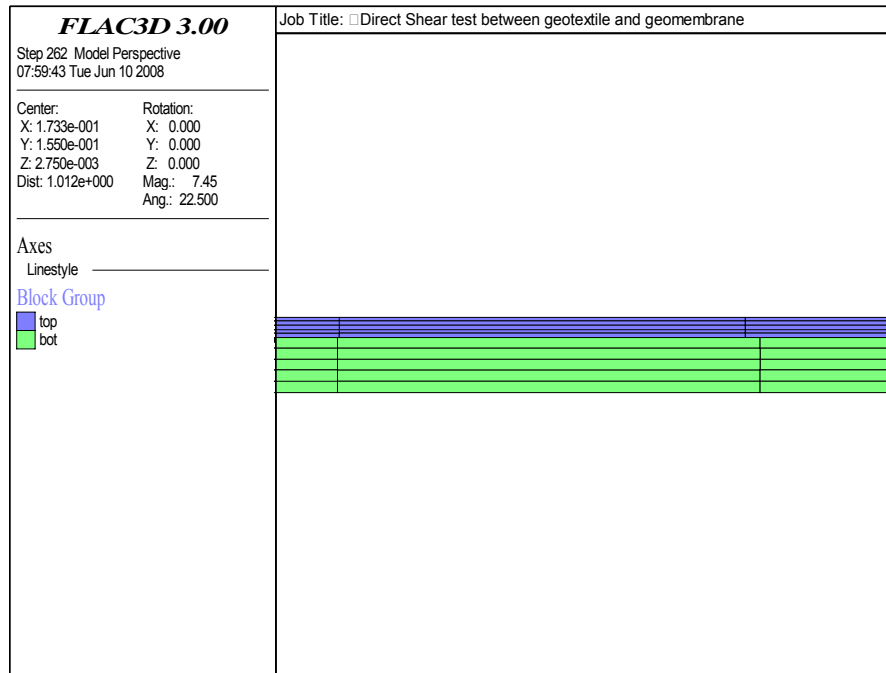 FLAC3D 3.00
Step 262 Model Perspective
07:59:43 Tue Jun 10 2008
Center:
X: 1.733e-001
Y: 1.550e-001
Z: 2.750e-003
Dist: 1.012e+000
Rotation:
X: 0.000
Y: 0.000
Z: 0.000
Mag.: 7.45
Ang.: 22.500
Axes
Linestyle
Block Group
top
bot
Job Title: □Direct Shear test between geotextile and geomembrane